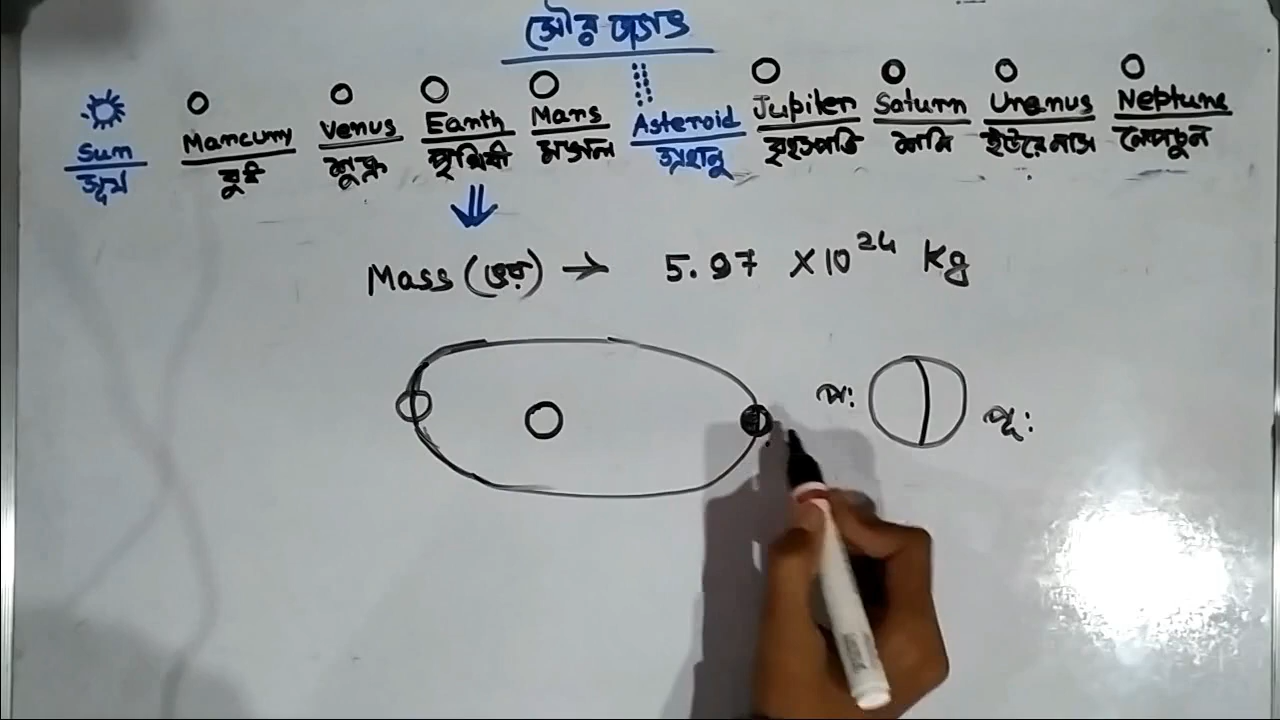 সৌর জগৎ
Sun Mercury Venus Earth Mars Asteroid Jupiter Saturn Uranus Neptune
সূর্য বুধ শুক্র পৃথিবী মঙ্গল গ্রহানু বৃহস্পতি শনি ইউরেনাস নেপচুন
Mass (ভর) → 5.97 ×10²⁴ Kg
প: পূ: